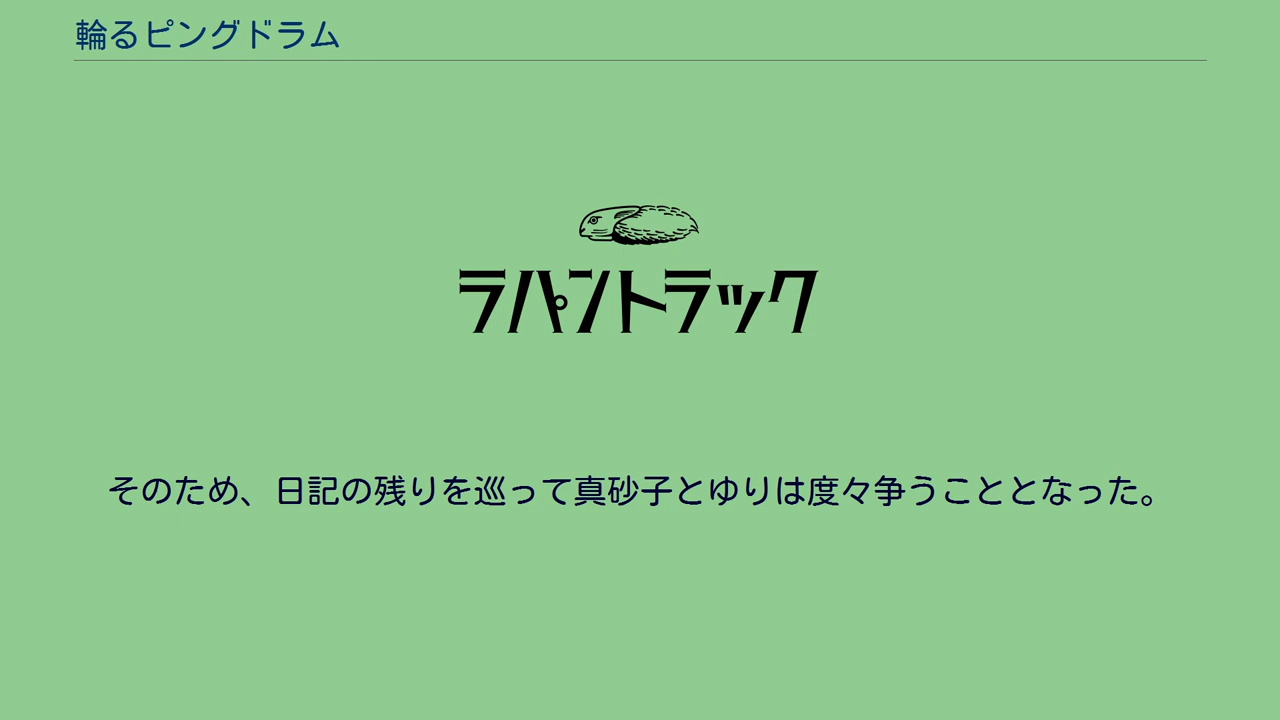 輪るピングドラム
ラパントラック
そのため、日記の残りを巡って真砂子とゆりは度々争うこととなった。